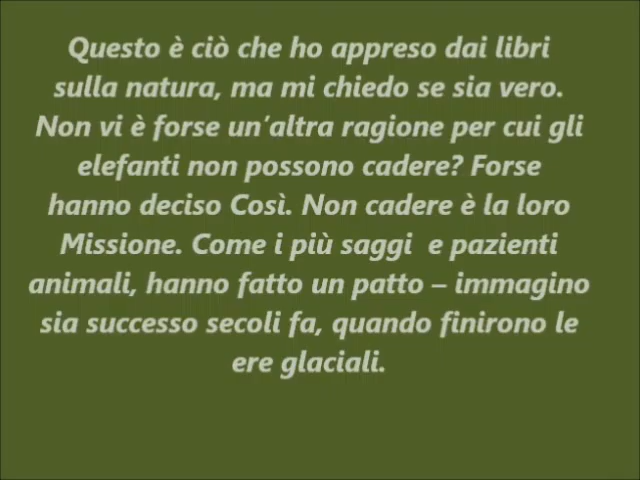 Questo è ciò che ho appreso dai libri
sulla natura, ma mi chiedo se sia vero.
Non vi è forse un'altra ragione per cui gli
elefanti non possono cadere? Forse
hanno deciso Così. Non cadere è la loro
Missione. Come i più saggi  e pazienti
animali, hanno fatto un patto – immagino
sia successo secoli fa, quando finirono le
ere glaciali.